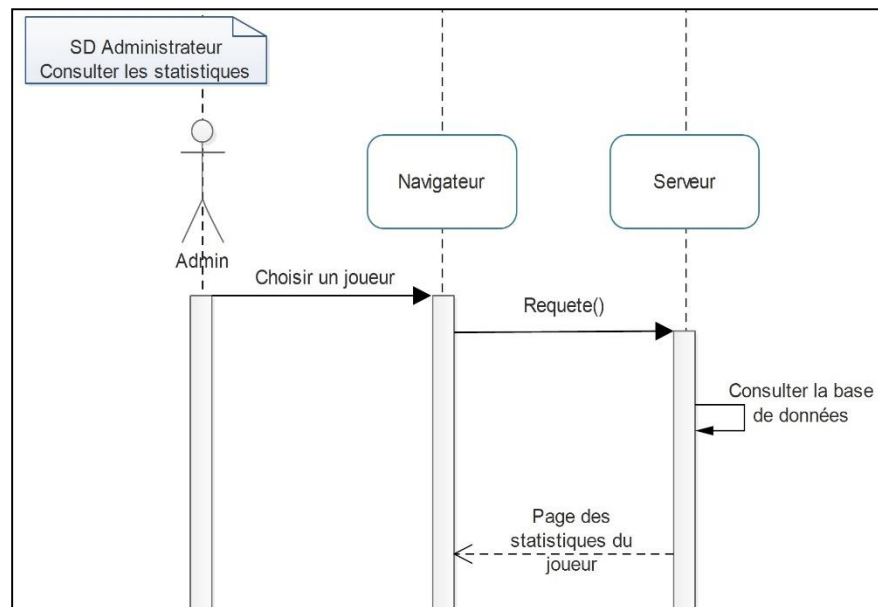 SD Administrateur
Consulter les statistiques
Navigateur
Serveur
Admin
Choisir un joueur
Requete()
Consulter la base
de données
Page des
statistiques du
joueur